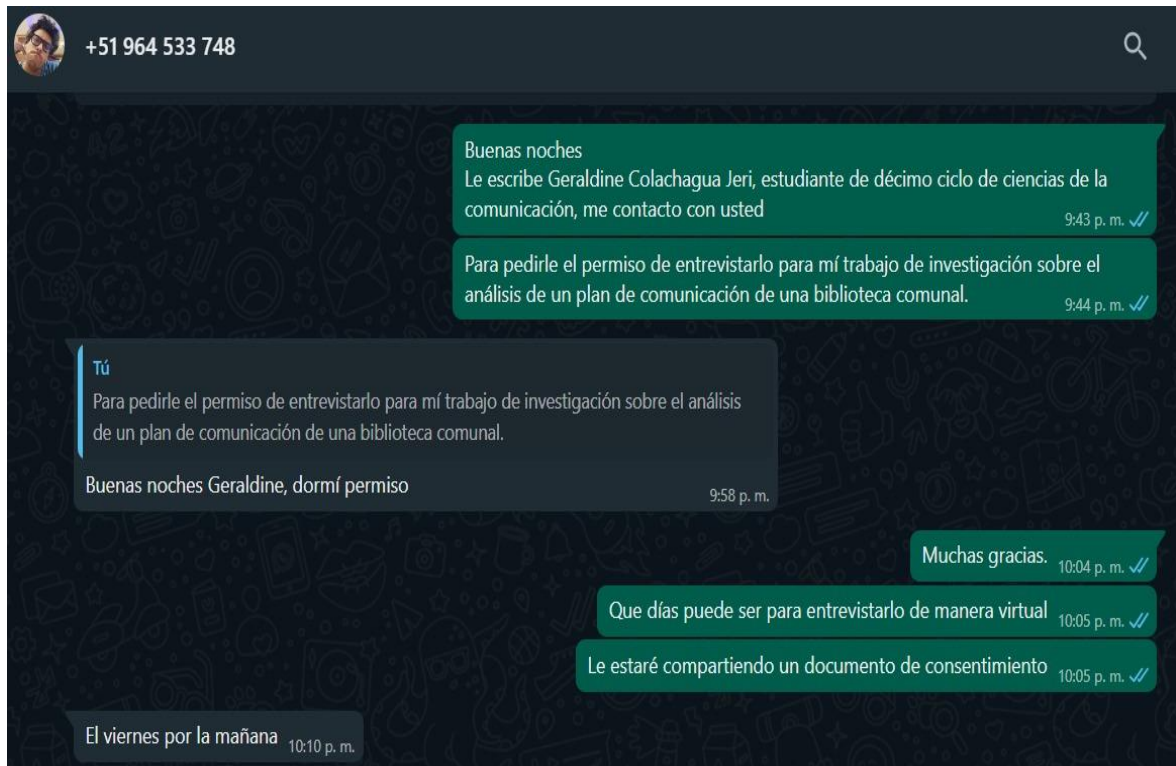 +51 964 533 748
Buenas noches
Le escribe Geraldine Colachagua Jeri, estudiante de décimo ciclo de ciencias de la
comunicación, me contacto con usted
9:43 p. m.
Para pedirle el permiso de entrevistarlo para mí trabajo de investigación sobre el
análisis de un plan de comunicación de una biblioteca comunal.
9:44 p. m.
Tú
Para pedirle el permiso de entrevistarlo para mí trabajo de investigación sobre el análisis
de un plan de comunicación de una biblioteca comunal.
Buenas noches Geraldine, dormí permiso
9:58 p. m.
Muchas gracias. 10:04 p. m.
Que días puede ser para entrevistarlo de manera virtual 10:05 p. m.
Le estaré compartiendo un documento de consentimiento 10:05 p. m.
El viernes por la mañana 10:10 p. m.